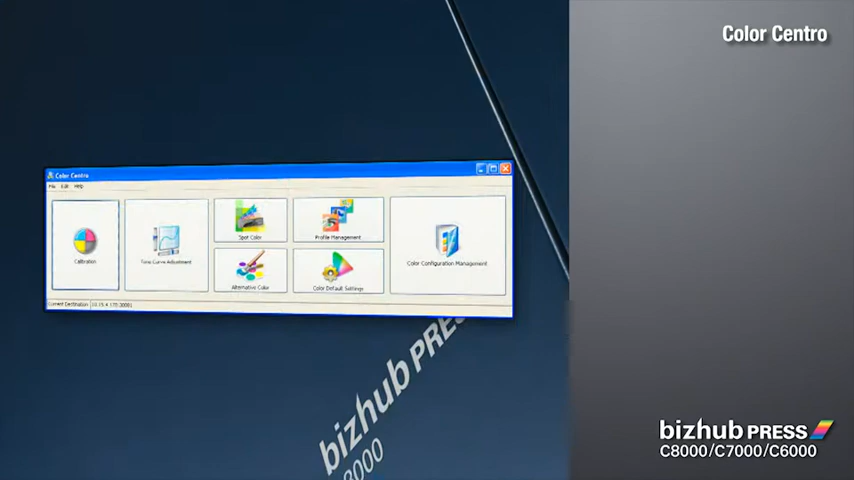 Color Centro
Color Centro
File Edit Help
Calibration
Tone Curve Adjustment
Spot Color
Profile Management
Alternative Color
Color Default Settings
Color Configuration Management
Current Destination
bizhub PRESS
8000
bizhub PRESS
C8000/C7000/C6000